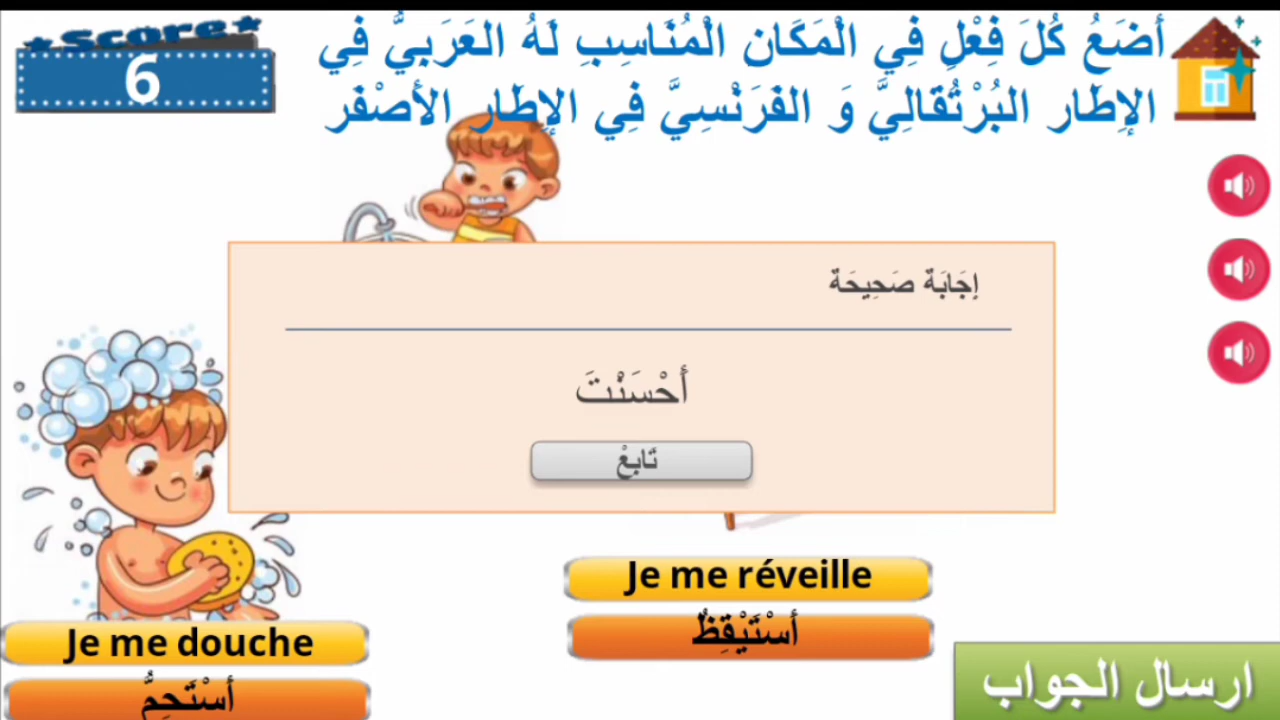 Score
6
أَضَعُ كُلَ فِعْلِ فِي الْمَكَان الْمُنَاسِبِ لَهُ العَرَبيُّ فِي
الإِطَار البُرْتُقَالِيَّ وَ الفَرَنْسِيَّ فِي الإِطَار الأَصْفَر
إِجَابَةٌ صَحِيحَةٌ
أَحْسَنْتَ
تَابِعْ
Je me réveille
أَسْتَيْقِظُ
Je me douche
أَسْتَحِمُّ
ارسال الجواب